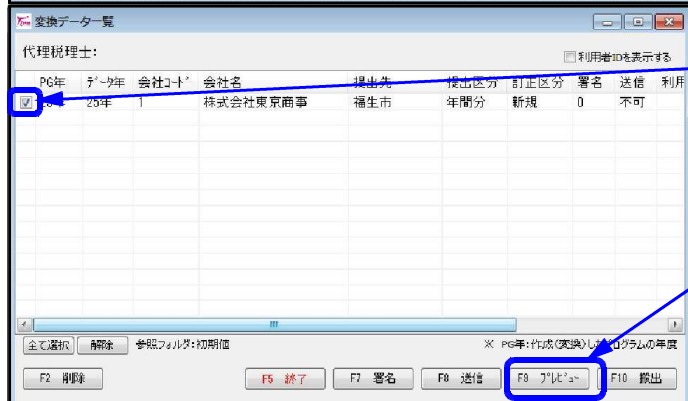 変換データ一覧
代理税理士:
利用者IDを表示する
PG年 データ年 会社コード 会社名 提出先 提出区分 訂正区分 署名 送信 利用
25年 1 株式会社東京商事 福生市 年間分 新規 0 不可
全て選択 解除 参照フォルダ:初期値 ※ PG年:作成(変換)したプログラムの年度
F2 削除 F5 終了 F7 署名 F8 送信 F9 プレビュー F10 搬出